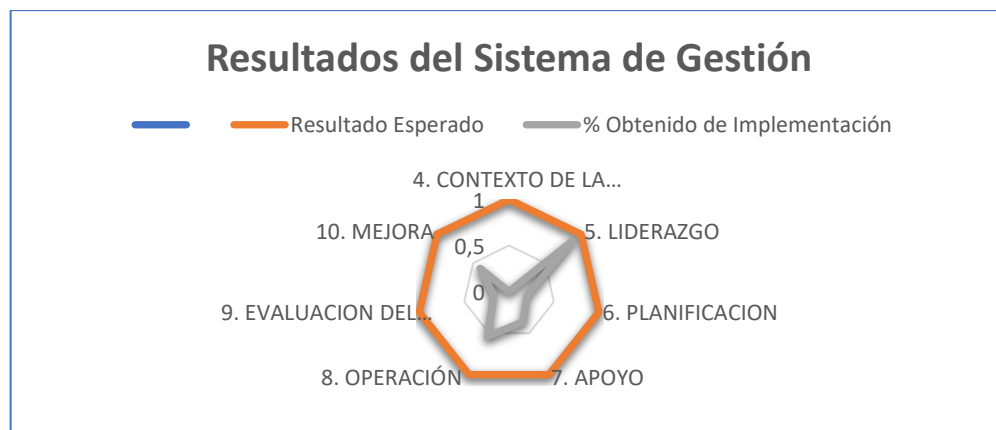 Resultados del Sistema de Gestión
Resultado Esperado % Obtenido de Implementación
4. CONTEXTO DE LA...
1
10. MEJORA 5. LIDERAZGO
0,5
0
9. EVALUACION DEL... 6. PLANIFICACION
8. OPERACIÓN 7. APOYO